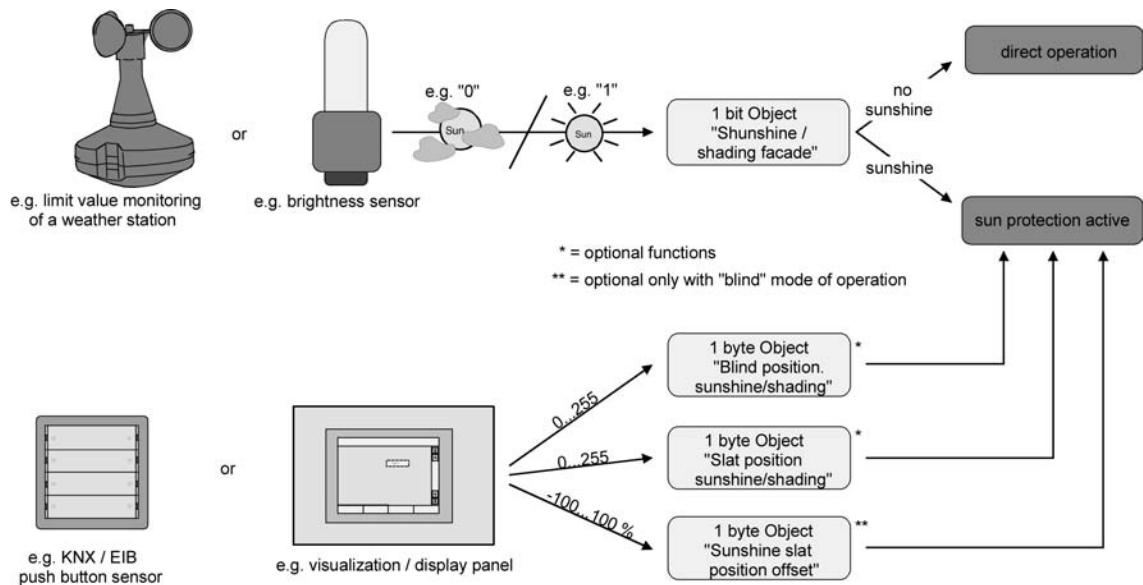 direct operation
e.g. "0"
e.g. "1"
no
sunshine
Sun
Sun
1 bit Object
"Shunshine /
shading facade"
or
sunshine
e.g. limit value monitoring
of a weather station
e.g. brightness sensor
sun protection active
* = optional functions
** = optional only with "blind" mode of operation
1 byte Object
"Blind position.
sunshine/shading"
*
0...255
1 byte Object
"Slat position
sunshine/shading"
*
0...255
or
-100...100 %
1 byte Object
"Sunshine slat
position offset"
**
e.g. KNX / EIB
push button sensor
e.g. visualization / display panel